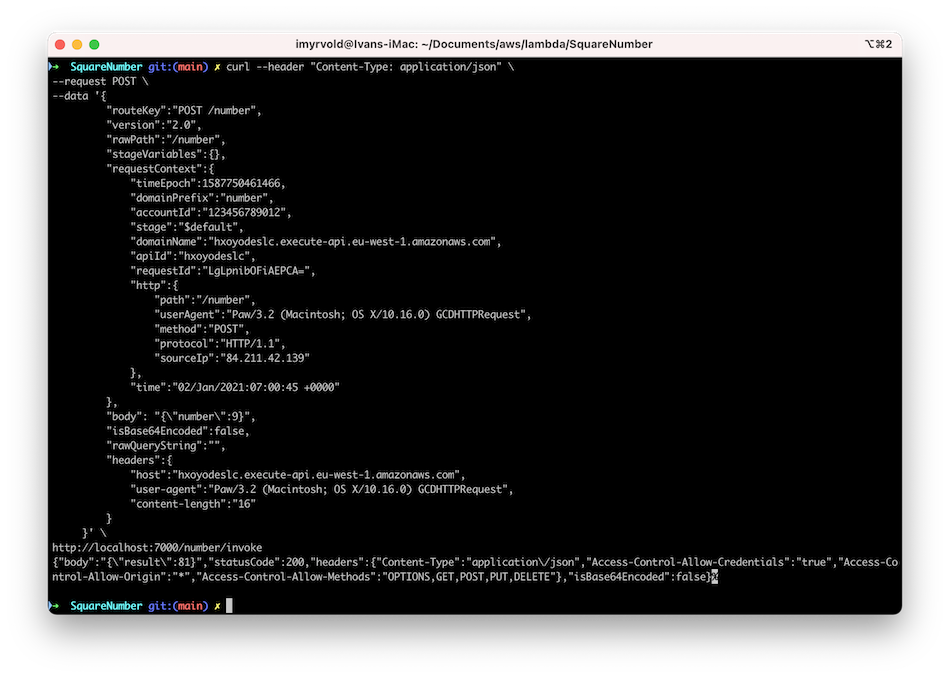 imyrvold@Ivans-iMac: ~/Documents/aws/lambda/SquareNumber ⌥⌘2
➜ SquareNumber git:(main) ✗ curl --header "Content-Type: application/json" \
--request POST \
--data '{
"routeKey":"POST /number",
"version":"2.0",
"rawPath":"/number",
"stageVariables":{},
"requestContext":{
"timeEpoch":1587750461466,
"domainPrefix":"number",
"accountId":"123456789012",
"stage":"$default",
"domainName":"hxoyodeslc.execute-api.eu-west-1.amazonaws.com",
"apiId":"hxoyodeslc",
"requestId":"LgLpnibOFiAEPCA=",
"http":{
"path":"/number",
"userAgent":"Paw/3.2 (Macintosh; OS X/10.16.0) GCDHTTPRequest",
"method":"POST",
"protocol":"HTTP/1.1",
"sourceIp":"84.211.42.139"
},
"time":"02/Jan/2021:07:00:45 +0000"
},
"body": "{\"number\":9}",
"isBase64Encoded":false,
"rawQueryString":"",
"headers":{
"host":"hxoyodeslc.execute-api.eu-west-1.amazonaws.com",
"user-agent":"Paw/3.2 (Macintosh; OS X/10.16.0) GCDHTTPRequest",
"content-length":"16"
}
}' \
http://localhost:7000/number/invoke
{"body":"{\"result\":81}","statusCode":200,"headers":{"Content-Type":"application\/json","Access-Control-Allow-Credentials":"true","Access-Co
ntrol-Allow-Origin":"*","Access-Control-Allow-Methods":"OPTIONS,GET,POST,PUT,DELETE"},"isBase64Encoded":false}%
➜ SquareNumber git:(main) ✗